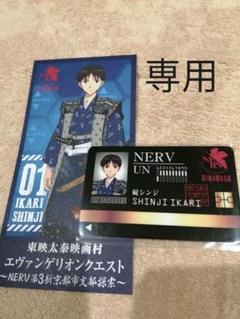 専用
01
IKARI
SHINJI
東映太秦映画村
エヴァンゲリオンクエスト
～NERV第3新京都市支部探索～
NERV
UN
碇シンジ
SHINJI IKARI